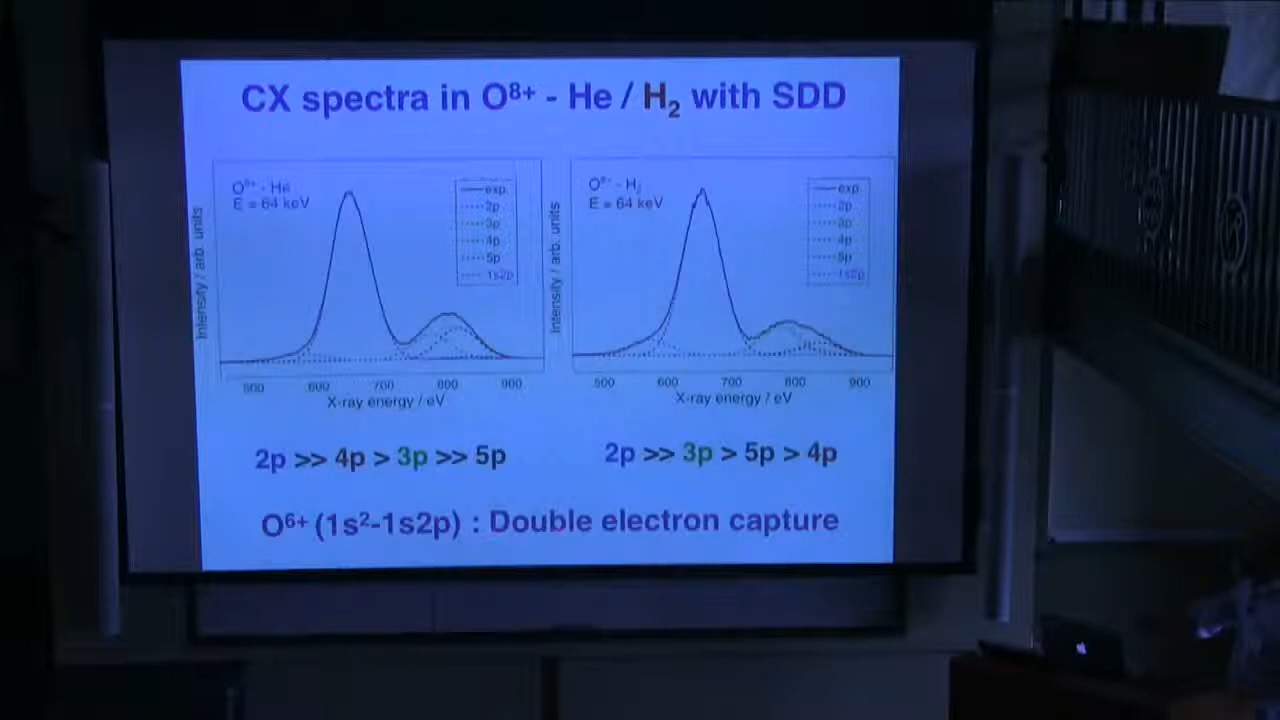 CX spectra in O8+ - He / H2 with SDD
O8+ - He
E = 64 keV
exp.
2p
3p
4p
5p
1s2p
Intensity / arb. units
500 600 700 800 900
X-ray energy / eV
O8+ - H2
E = 64 keV
exp.
2p
3p
4p
5p
1s2p
Intensity / arb. units
500 600 700 800 900
X-ray energy / eV
2p >> 4p > 3p >> 5p
2p >> 3p > 5p > 4p
O6+ (1s2-1s2p) : Double electron capture